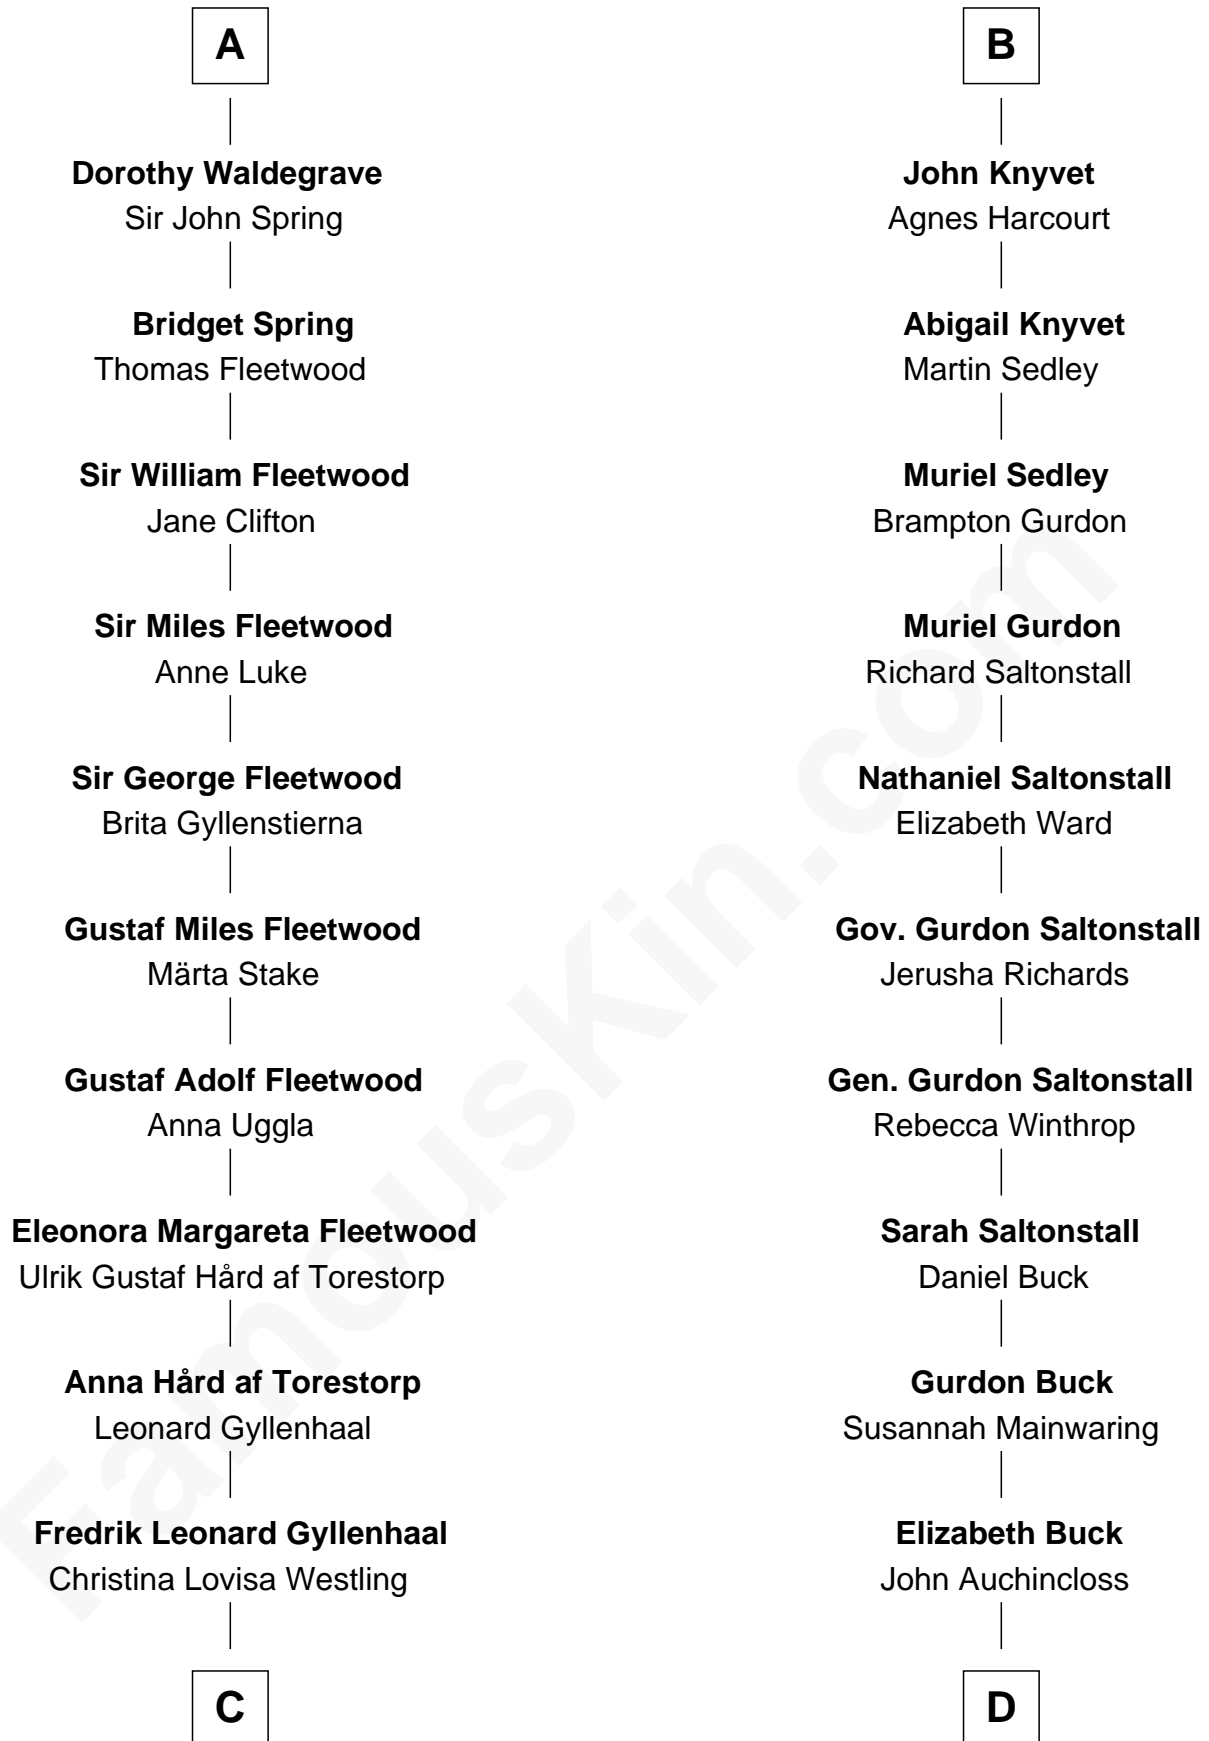 A
Dorothy Waldegrave
Sir John Spring
Bridget Spring
Thomas Fleetwood
Sir William Fleetwood
Jane Clifton
Sir Miles Fleetwood
Anne Luke
Sir George Fleetwood
Brita Gyllenstierna
Gustaf Miles Fleetwood
Märta Stake
Gustaf Adolf Fleetwood
Anna Uggla
Eleonora Margareta Fleetwood
Ulrik Gustaf Hård af Torestorp
Anna Hård af Torestorp
Leonard Gyllenhaal
Fredrik Leonard Gyllenhaal
Christina Lovisa Westling
C
B
John Knyvet
Agnes Harcourt
Abigail Knyvet
Martin Sedley
Muriel Sedley
Brampton Gurdon
Muriel Gurdon
Richard Saltonstall
Nathaniel Saltonstall
Elizabeth Ward
Gov. Gurdon Saltonstall
Jerusha Richards
Gen. Gurdon Saltonstall
Rebecca Winthrop
Sarah Saltonstall
Daniel Buck
Gurdon Buck
Susannah Mainwaring
Elizabeth Buck
John Auchincloss
D
FamousKin.com